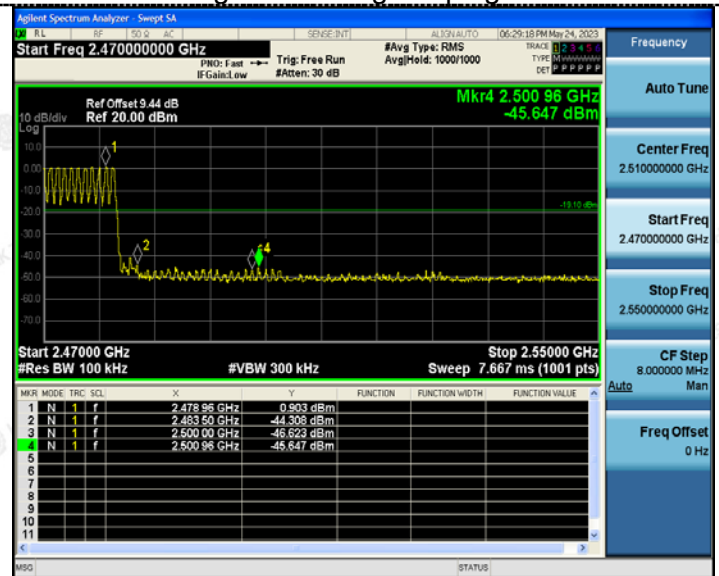 Agilent Spectrum Analyzer - Swept SA
RL RF 50 Ω AC SENSE:INT ALIGNAUTO 06:29:18 PM May 24, 2023
Start Freq 2.470000000 GHz
PNO: Fast
IFGain:Low
Trig: Free Run
#Atten: 30 dB
#Avg Type: RMS
Avg|Hold: 1000/1000
TRACE 1 2 3 4 5 6
TYPE M
DET P P P P P P
Mkr4 2.500 96 GHz
-45.647 dBm
Ref Offset 9.44 dB
Ref 20.00 dBm
10 dB/div
Log
10.0
0.00
-10.0
-20.0
-30.0
-40.0
-50.0
-60.0
-70.0
1
2
4
-19.10 dBm
Start 2.47000 GHz Stop 2.55000 GHz
#Res BW 100 kHz #VBW 300 kHz Sweep 7.667 ms (1001 pts)
MKR MODE TRC SCL X Y FUNCTION FUNCTION WIDTH FUNCTION VALUE
1 N 1 f 2.478 96 GHz 0.903 dBm
2 N 1 f 2.483 50 GHz -44.308 dBm
3 N 1 f 2.500 00 GHz -46.623 dBm
4 N 1 f 2.500 96 GHz -45.647 dBm
5
6
7
8
9
10
11
MSG STATUS
Frequency
Auto Tune
Center Freq
2.510000000 GHz
Start Freq
2.470000000 GHz
Stop Freq
2.550000000 GHz
CF Step
8.000000 MHz
Auto Man
Freq Offset
0 Hz